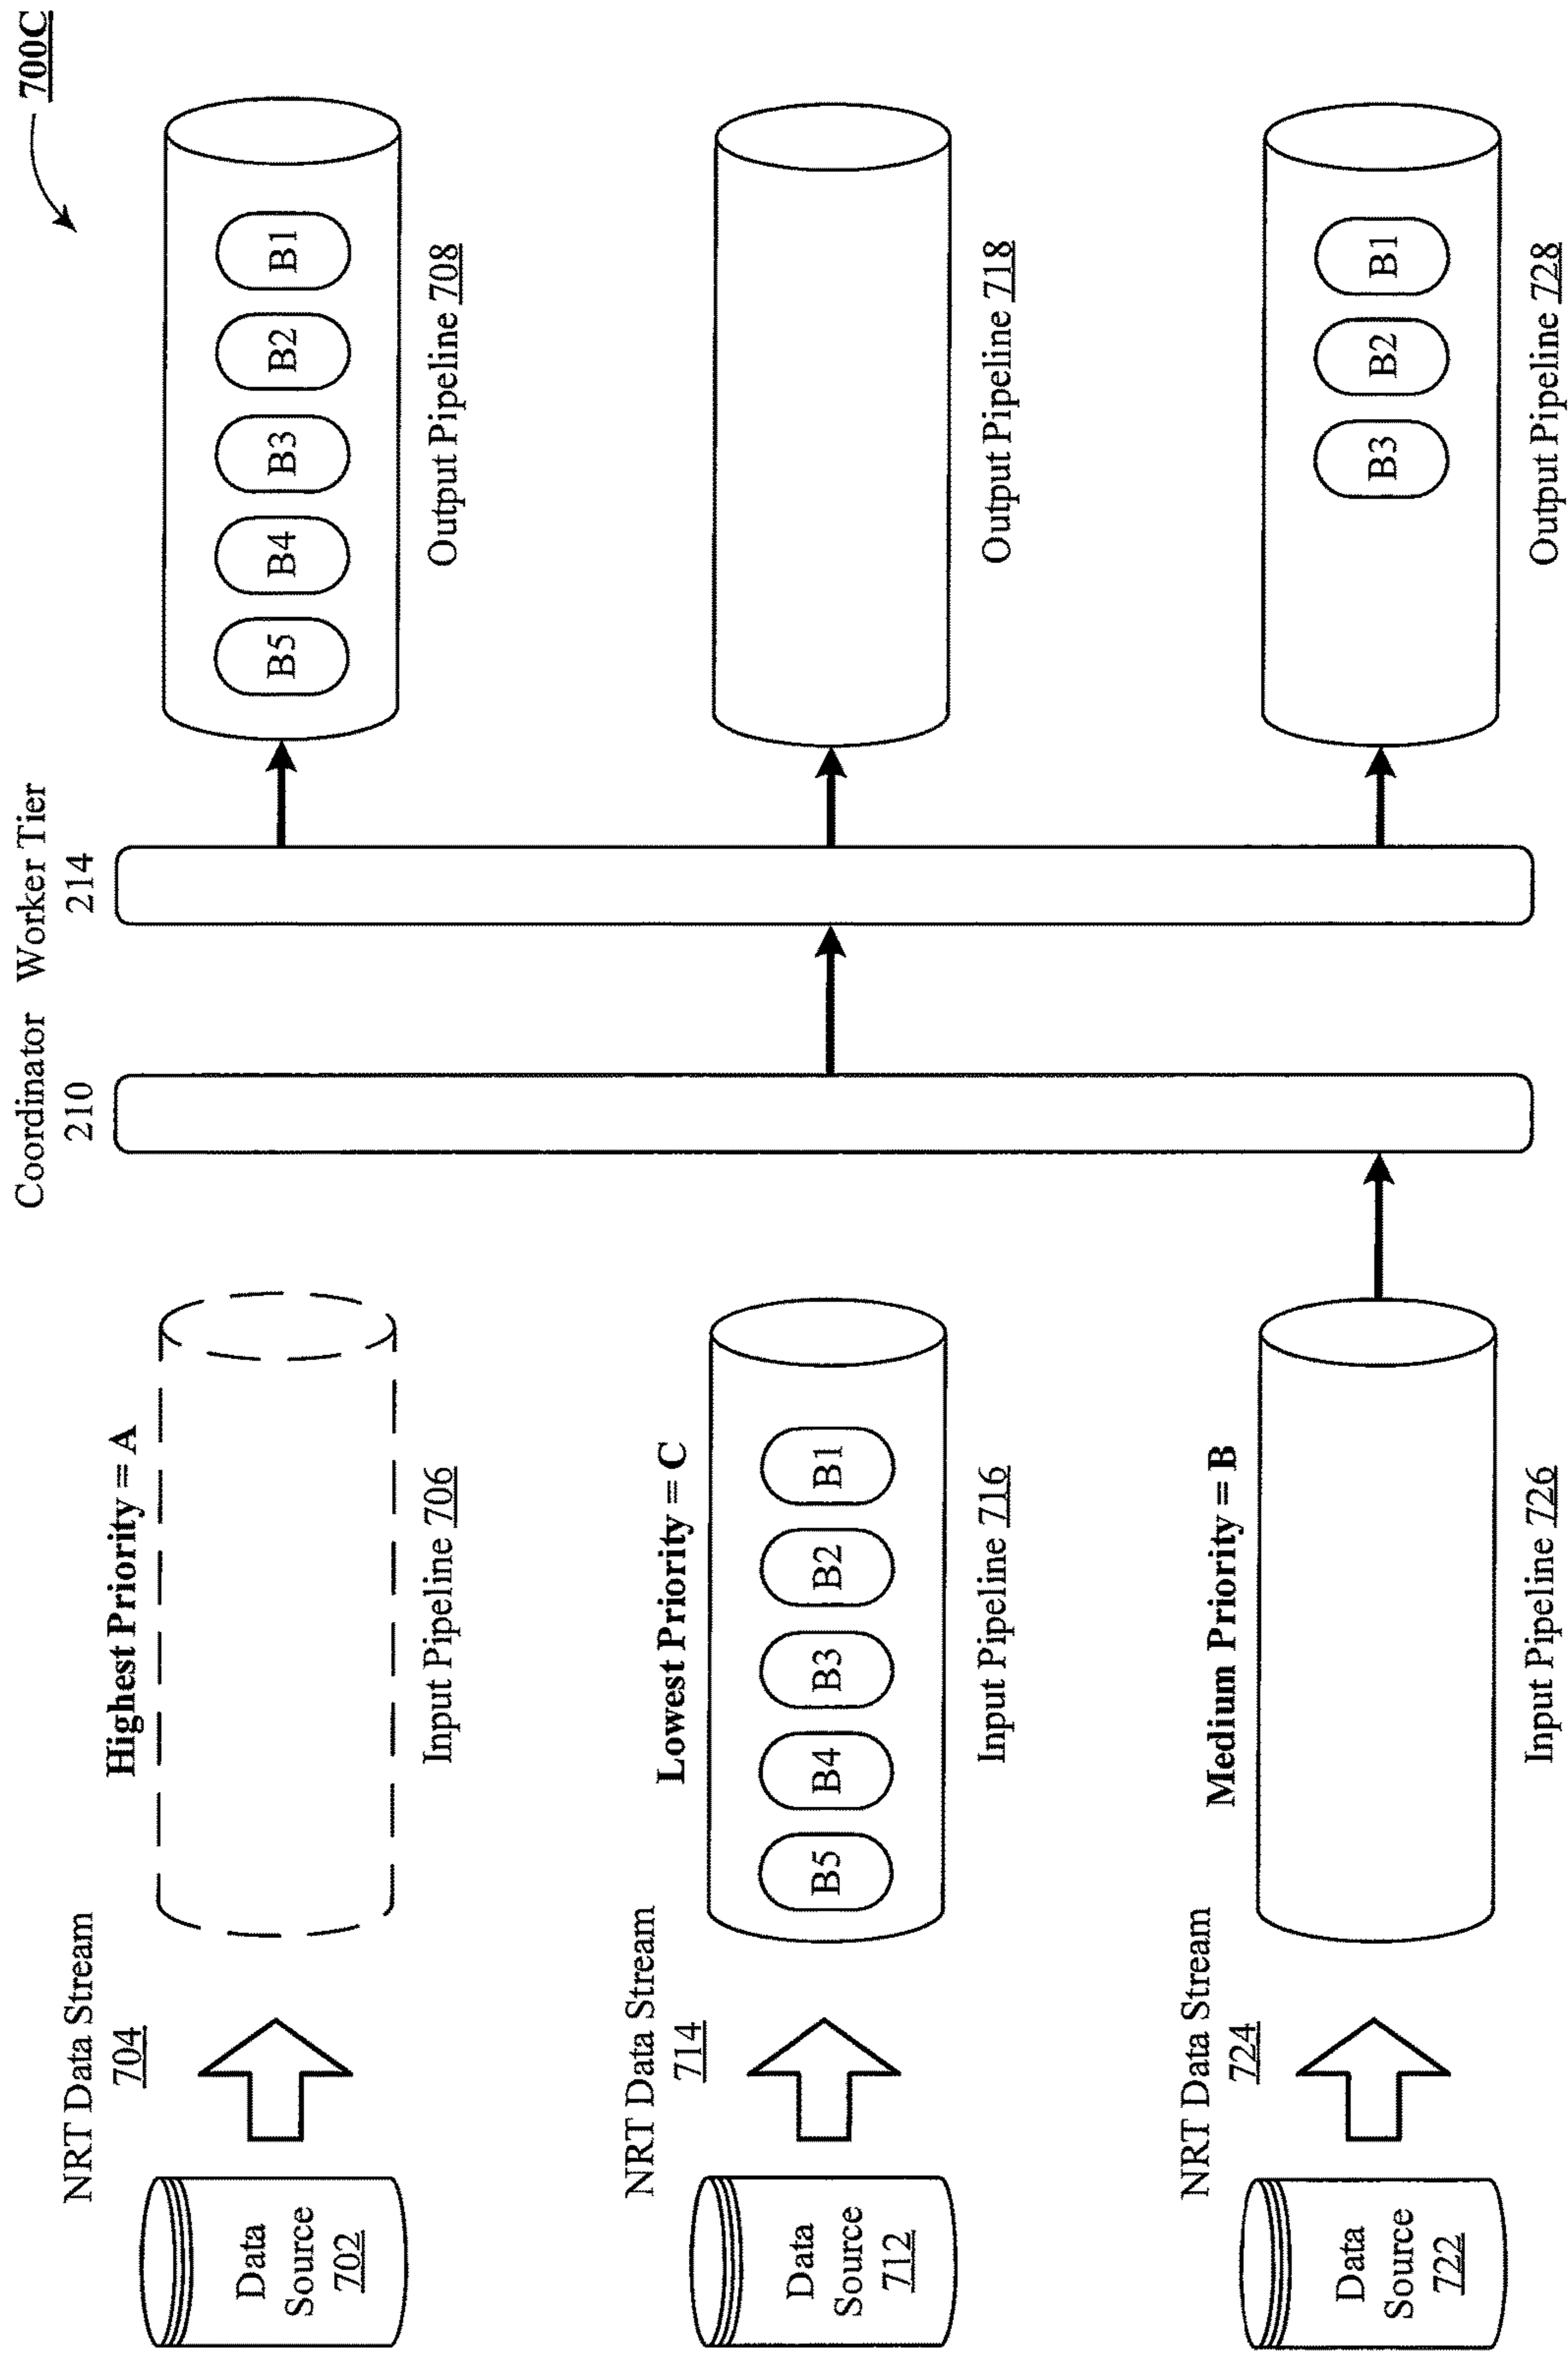 700C
Coordinator Worker Tier
210
214
NRT Data Stream
704
Highest Priority = A
Data
Source
702
Input Pipeline 706
B5
B4
B3
B2
B1
Output Pipeline 708
NRT Data Stream
714
Lowest Priority = C
Data
Source
712
B5
B4
B3
B2
B1
Input Pipeline 716
Output Pipeline 718
NRT Data Stream
724
Medium Priority = B
Data
Source
722
Input Pipeline 726
B3
B2
B1
Output Pipeline 728